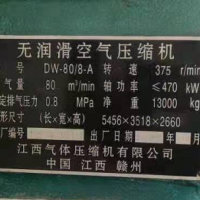 无润滑空气压缩机
号 DW-80/8-A 转速 375 r/min
气量 80 m³/min 轴功率 ≤470 kW
定排气压力 0.8 MPa 净重 13000 kg
形尺寸 (长×宽×高) 5456×3518×2660
厂编号 出厂日期 年 月
江西气体压缩机有限公司
中国 江西 赣州